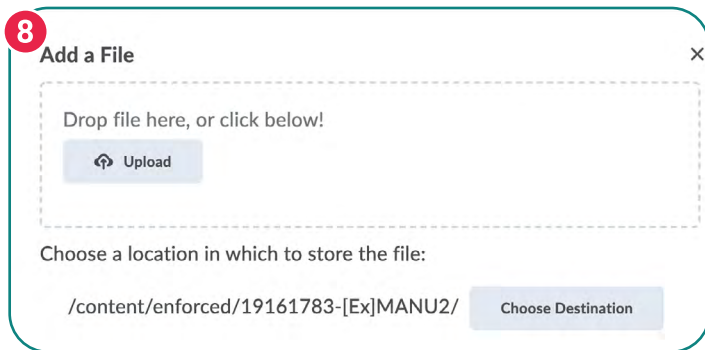 8
Add a File
Drop file here, or click below!
Upload
Choose a location in which to store the file:
/content/enforced/19161783-[Ex]MANU2/ Choose Destination